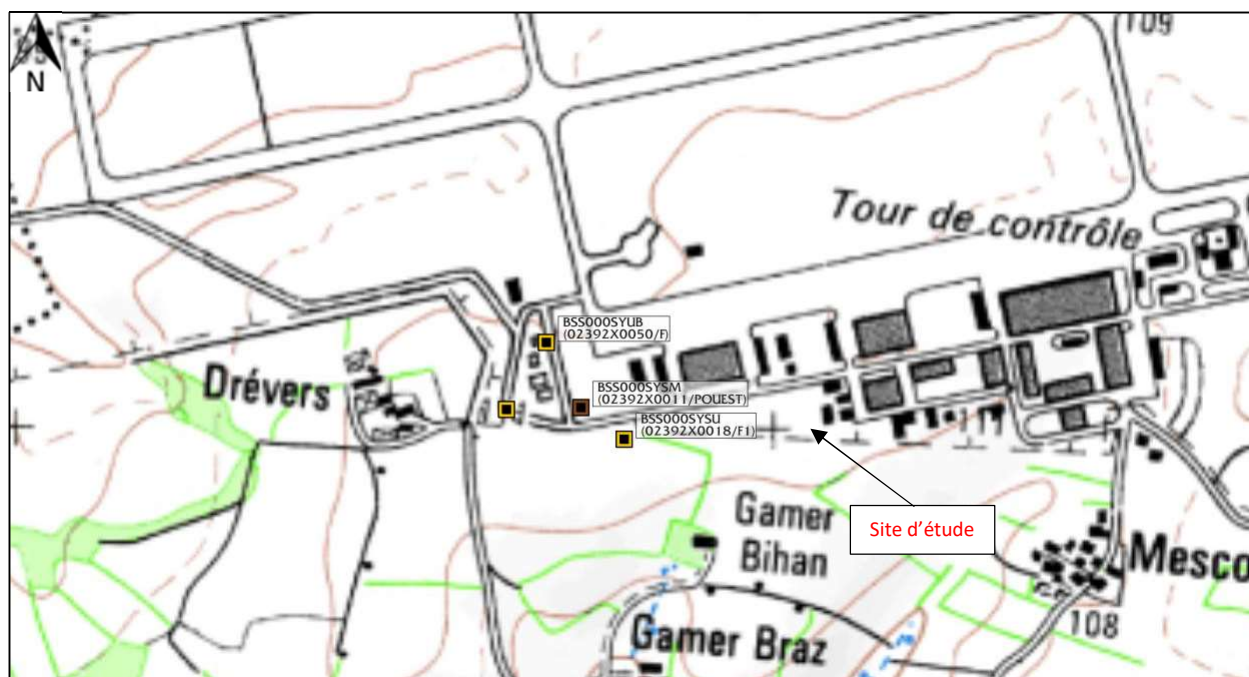 N
109
Tour de contrôle
BSS000SYUB
(02392X0050/F)
Drévers
BSS000SYSM
(02392X0011/POUEST)
BSS000SYSU
(02392X0018/F1)
Site d'étude
Gamer
Bihan
Mesco
108
Gamer Braz